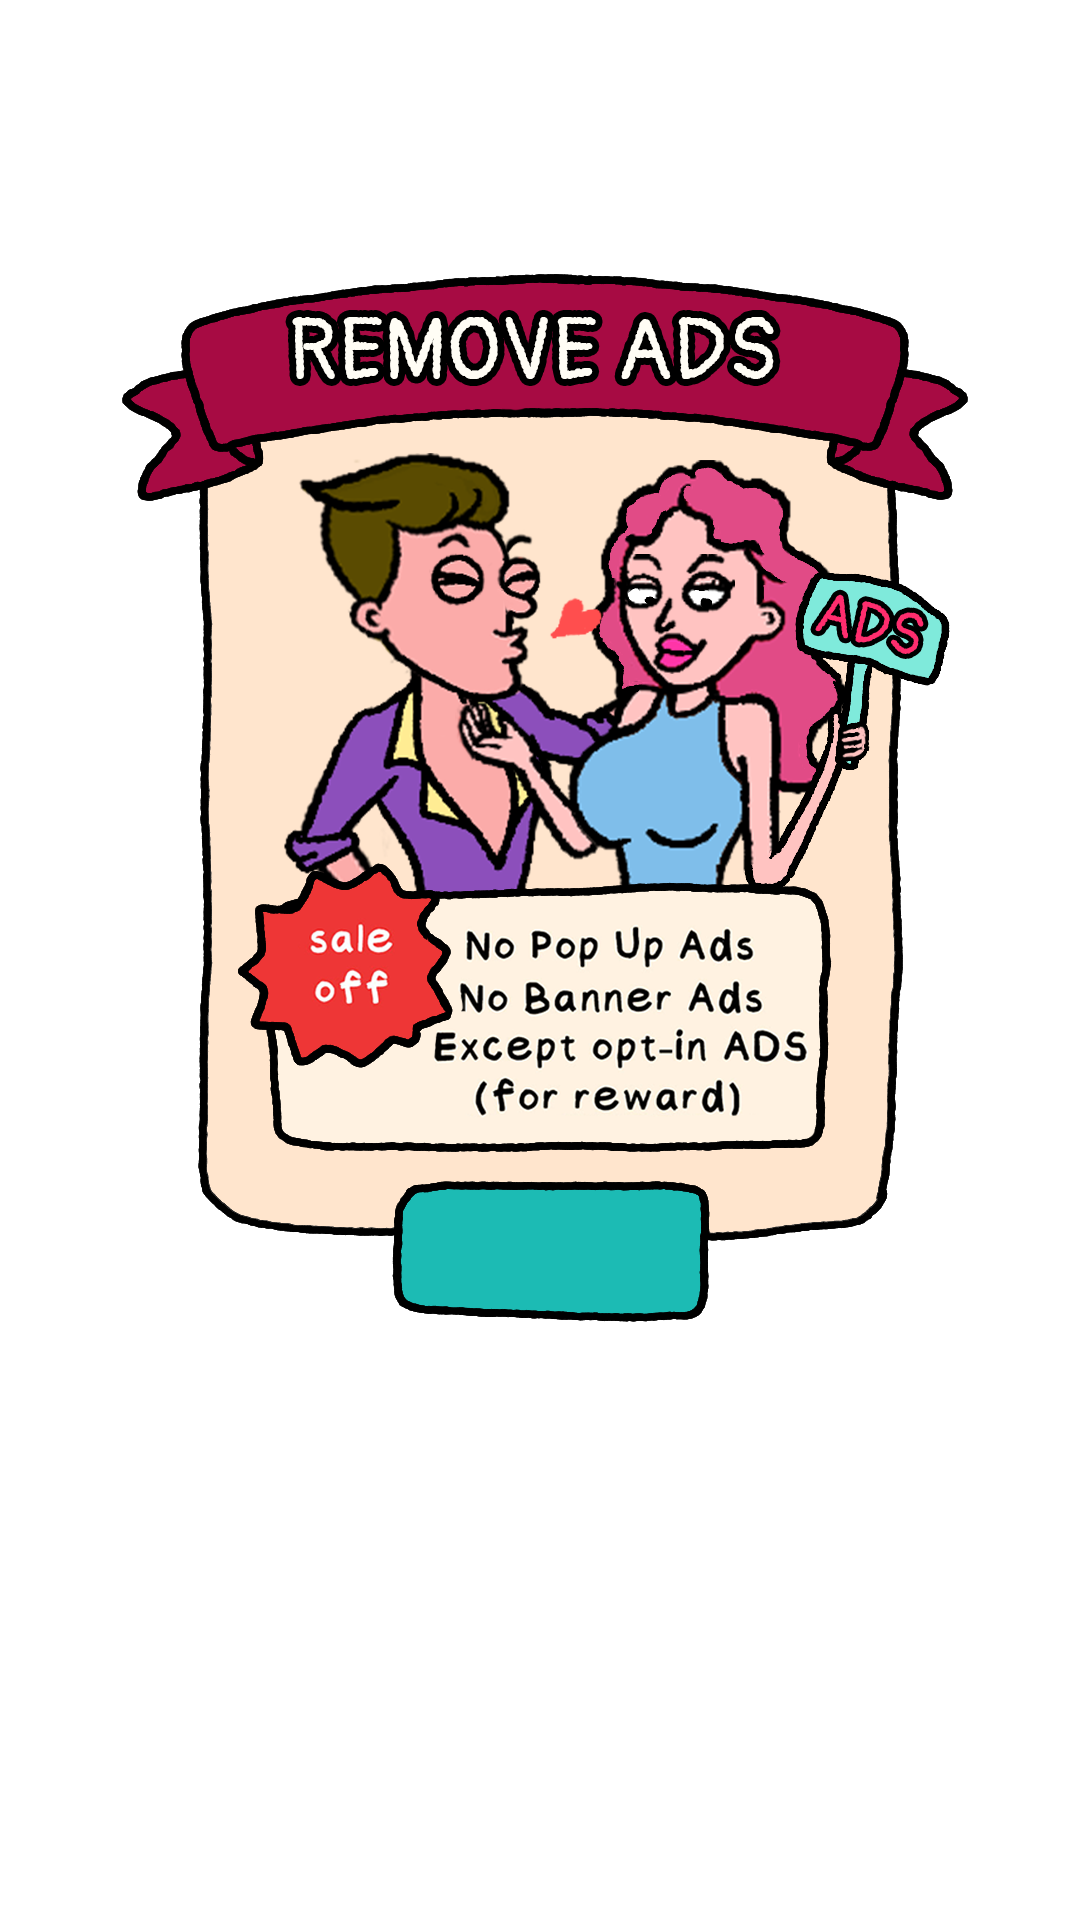 REMOVE ADS
ADS
sale
off
No Pop Up Ads
No Banner Ads
Except opt-in ADS
(for reward)